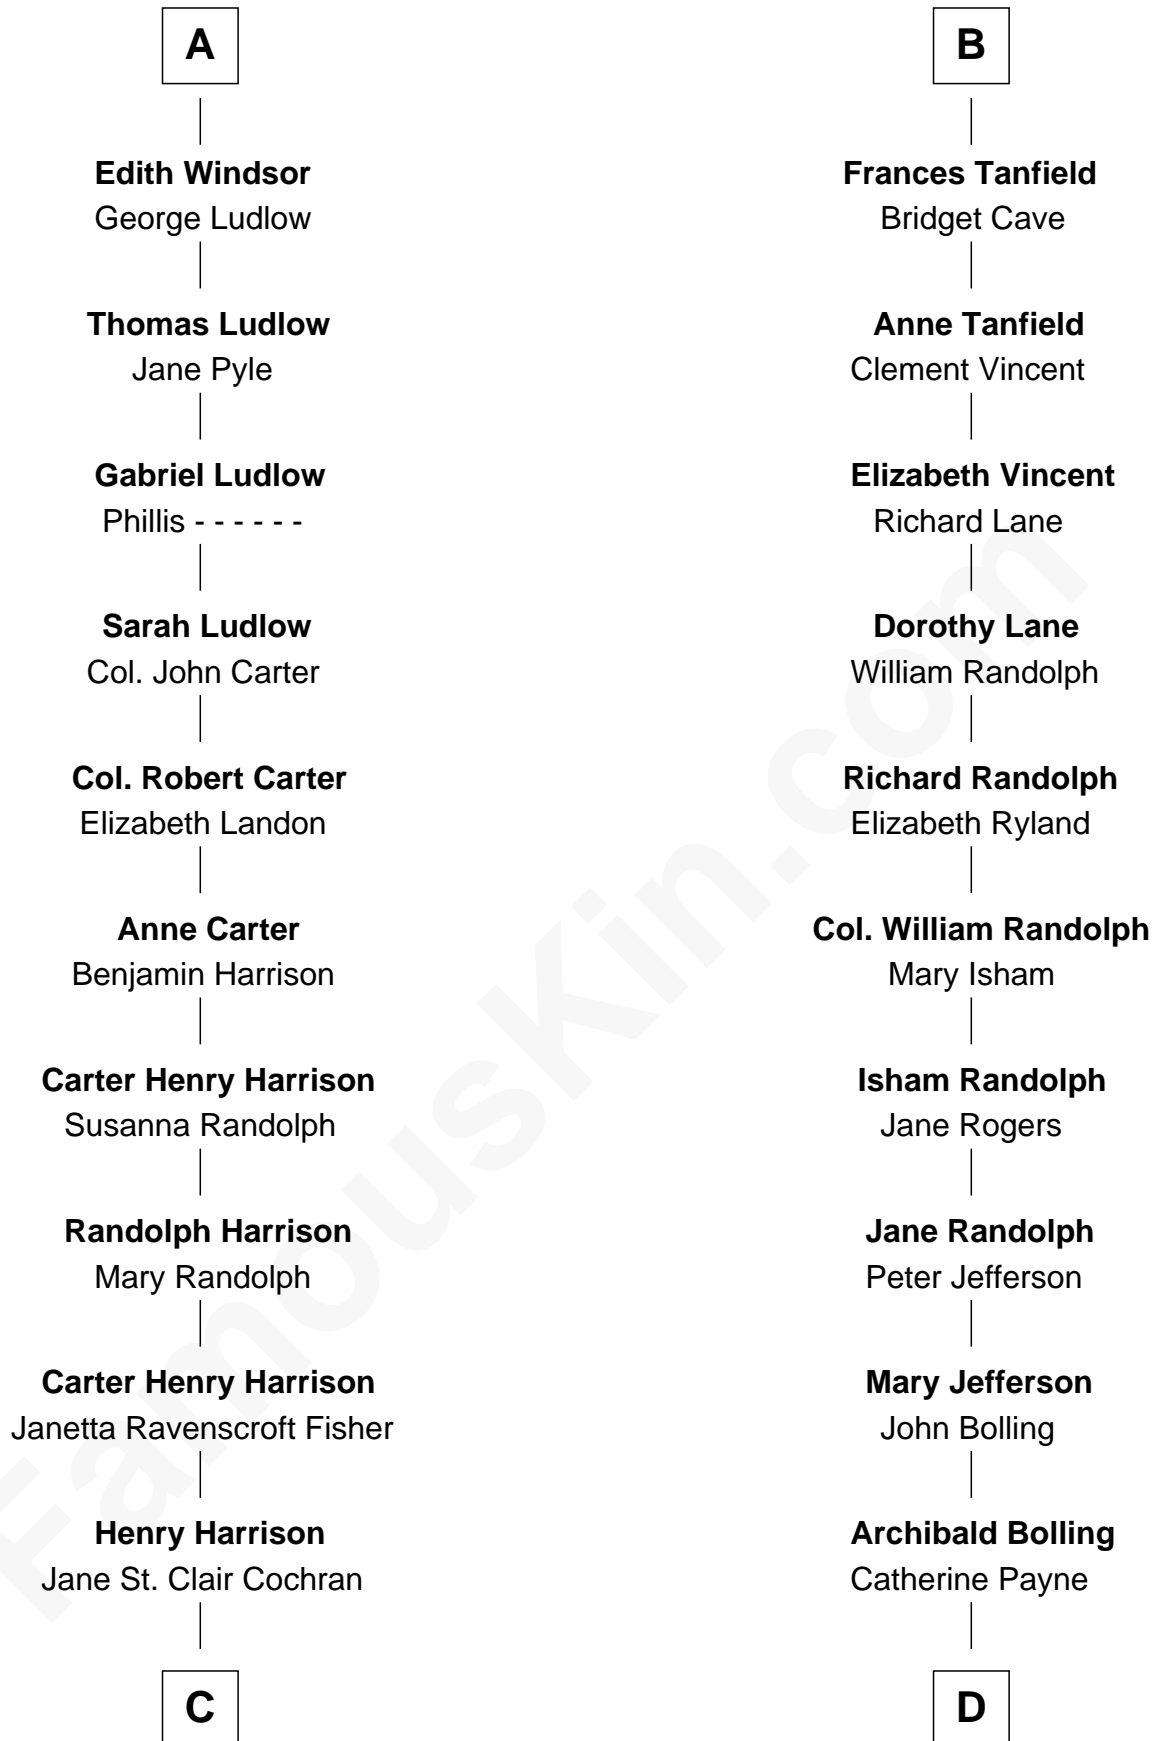 A
Edith Windsor
George Ludlow
Thomas Ludlow
Jane Pyle
Gabriel Ludlow
Phillis - - - - - -
Sarah Ludlow
Col. John Carter
Col. Robert Carter
Elizabeth Landon
Anne Carter
Benjamin Harrison
Carter Henry Harrison
Susanna Randolph
Randolph Harrison
Mary Randolph
Carter Henry Harrison
Janetta Ravenscroft Fisher
Henry Harrison
Jane St. Clair Cochran
C
B
Frances Tanfield
Bridget Cave
Anne Tanfield
Clement Vincent
Elizabeth Vincent
Richard Lane
Dorothy Lane
William Randolph
Richard Randolph
Elizabeth Ryland
Col. William Randolph
Mary Isham
Isham Randolph
Jane Rogers
Jane Randolph
Peter Jefferson
Mary Jefferson
John Bolling
Archibald Bolling
Catherine Payne
D
FamousKin.com